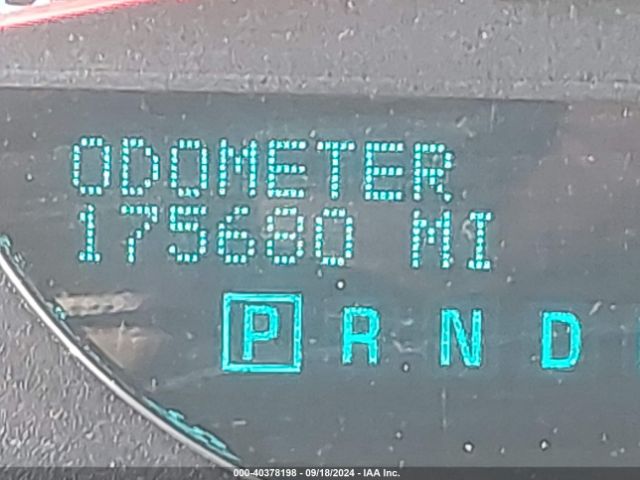 ODOMETER
175680 MI
P R N D
000-40378198 - 09/18/2024 - IAA Inc.